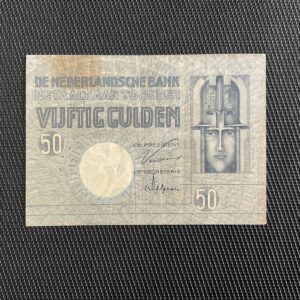 DE NEDERLANDSCHE BANK
BETAALT AAN TOONDER
VIJFTIG GULDEN
50
DE PRESIDENT
DE SECRETARIS
50